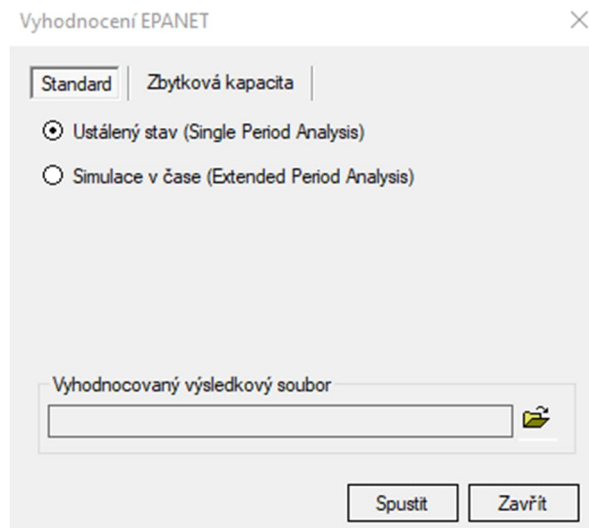 Vyhodnocení EPANET
Standard Zbytková kapacita
Ustálený stav (Single Period Analysis)
Simulace v čase (Extended Period Analysis)
Vyhodnocovaný výsledkový soubor
Spustit Zavřít